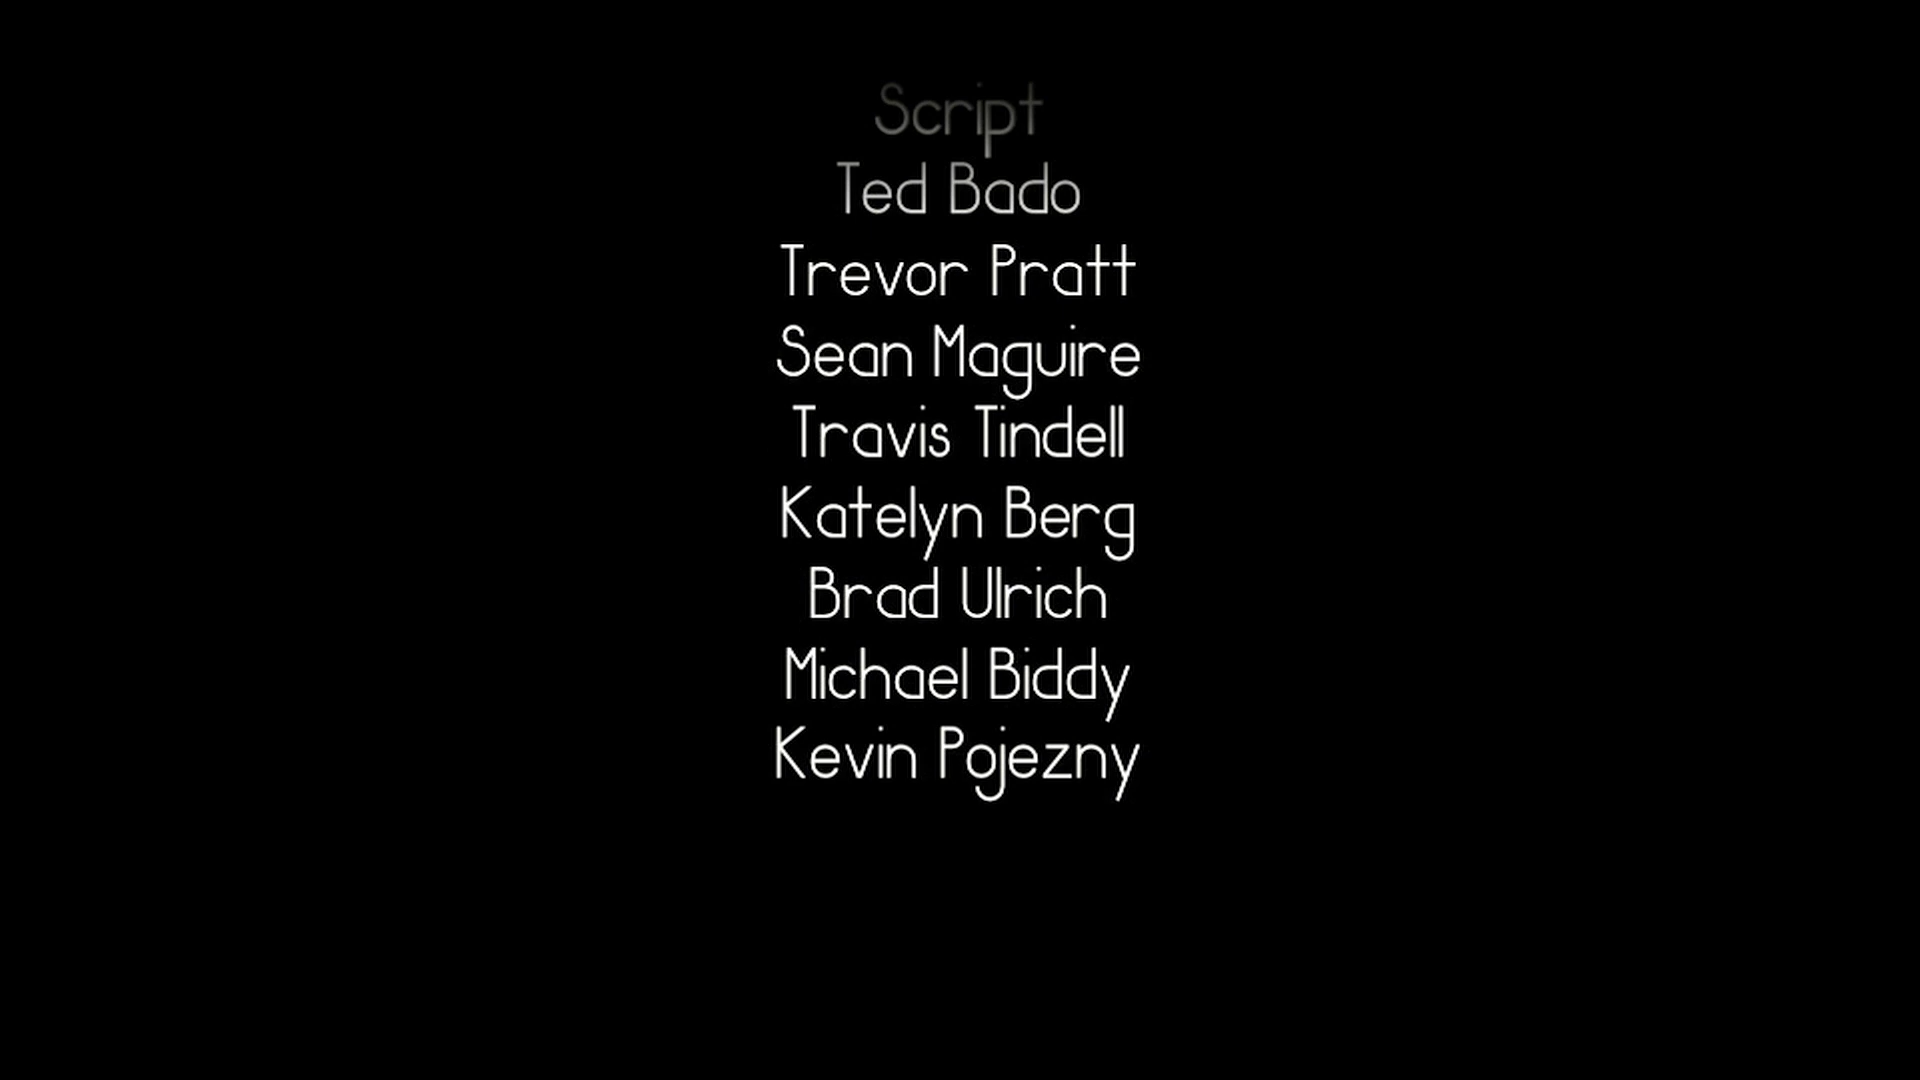 Script
Ted Bado
Trevor Pratt
Sean Maguire
Travis Tindell
Katelyn Berg
Brad Ulrich
Michael Biddy
Kevin Pojezny